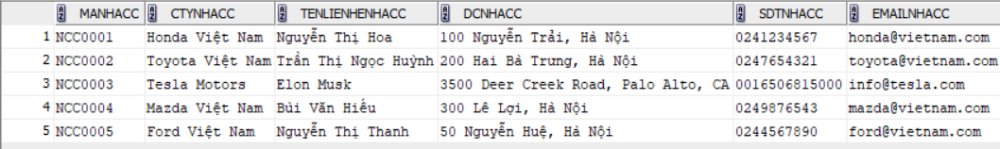 MANHACC CTYNHACC TENLIENHENHACC DCNHACC SDTNHACC EMAILNHACC
1 NCC0001 Honda Việt Nam Nguyễn Thị Hoa 100 Nguyễn Trải, Hà Nội 0241234567 honda@vietnam.com
2 NCC0002 Toyota Việt Nam Trần Thị Ngọc Huỳnh 200 Hai Bà Trưng, Hà Nội 0247654321 toyota@vietnam.com
3 NCC0003 Tesla Motors Elon Musk 3500 Deer Creek Road, Palo Alto, CA 0016506815000 info@tesla.com
4 NCC0004 Mazda Việt Nam Bùi Văn Hiếu 300 Lê Lợi, Hà Nội 0249876543 mazda@vietnam.com
5 NCC0005 Ford Việt Nam Nguyễn Thị Thanh 50 Nguyễn Huệ, Hà Nội 0244567890 ford@vietnam.com